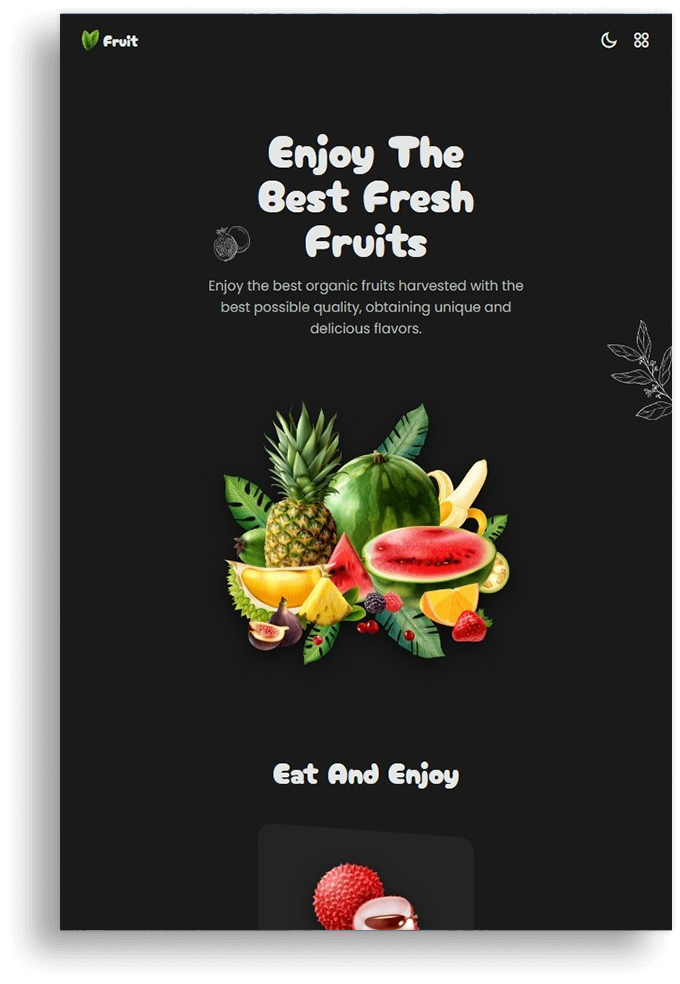 Fruit
Enjoy The
Best Fresh
Fruits
Enjoy the best organic fruits harvested with the
best possible quality, obtaining unique and
delicious flavors.
Eat And Enjoy